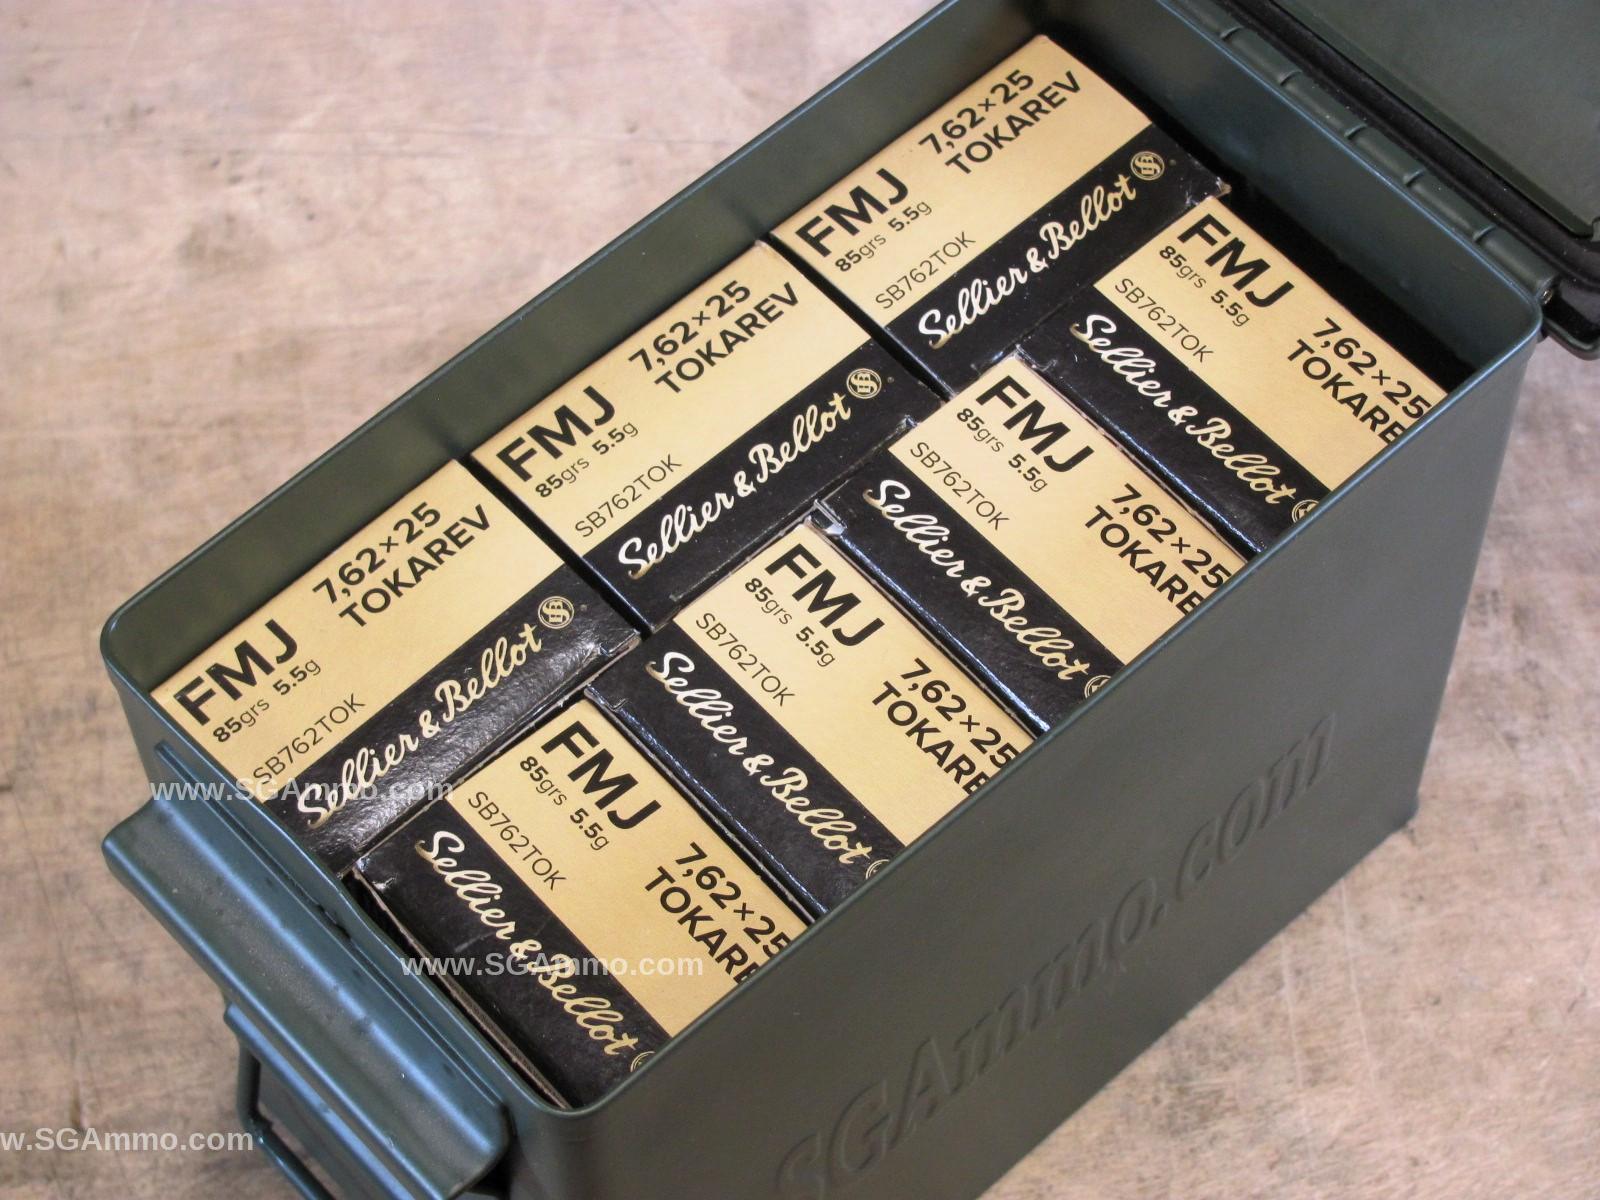 7,62×25
TOKAREV
FMJ
85grs 5.5g
SB762TOK
Sellier & Bellot
FMJ
85grs 5.5g
SB762TOK
7,62×25
TOKARE
Sellier & Bellot
7,62×25
TOKAREV
FMJ
85grs 5.5g
SB762TOK
Sellier & Bellot
FMJ
85grs 5.5g
SB762TOK
7,62×25
TOKARE
Sellier & Bellot
7,62×25
TOKAREV
FMJ
85grs 5.5g
SB762TOK
Sellier & Bellot
FMJ
85grs 5.5g
SB762TOK
7,62×25
TOKARE
Sellier & Bellot
FMJ
85grs 5.5g
SB762TOK
7,62×25
TOKARE
Sellier & Bellot
SGAmmo.com
www.SGAmmo.com
www.SGAmmo.com
w.SGAmmo.com